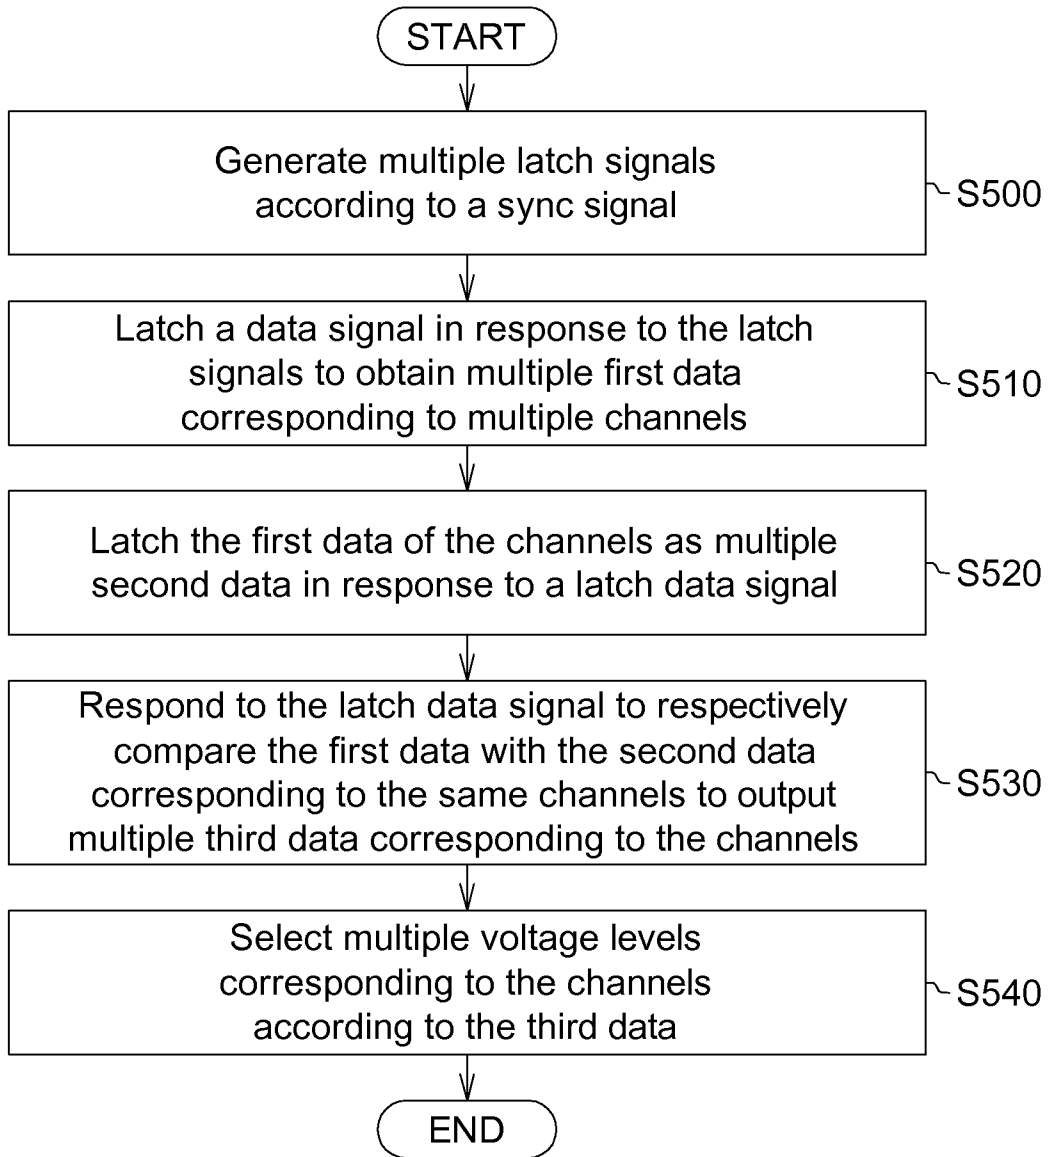 START
Generate multiple latch signals
according to a sync signal
S500
Latch a data signal in response to the latch
signals to obtain multiple first data
corresponding to multiple channels
S510
Latch the first data of the channels as multiple
second data in response to a latch data signal
S520
Respond to the latch data signal to respectively
compare the first data with the second data
corresponding to the same channels to output
multiple third data corresponding to the channels
S530
Select multiple voltage levels
corresponding to the channels
according to the third data
S540
END